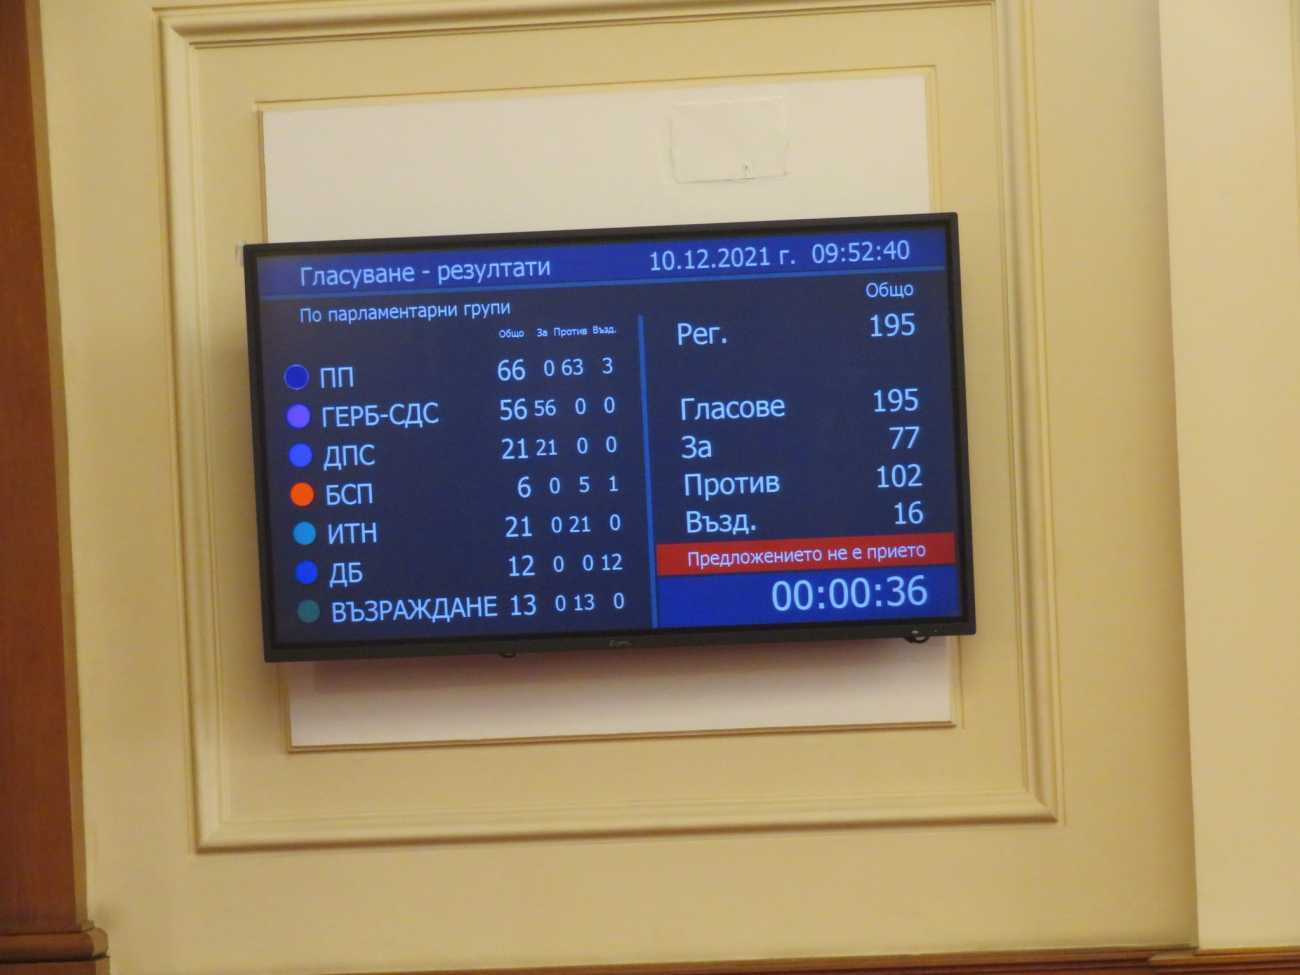 Гласуване - резултати 10.12.2021 г. 09:52:40
По парламентарни групи
Общо За Против Възд.
ПП 66 0 63 3
ГЕРБ-СДС 56 56 0 0
ДПС 21 21 0 0
БСП 6 0 5 1
ИТН 21 0 21 0
ДБ 12 0 0 12
ВЪЗРАЖДАНЕ 13 0 13 0
Общо
Рег. 195
Гласове 195
За 77
Против 102
Възд. 16
Предложението не е прието
00:00:36